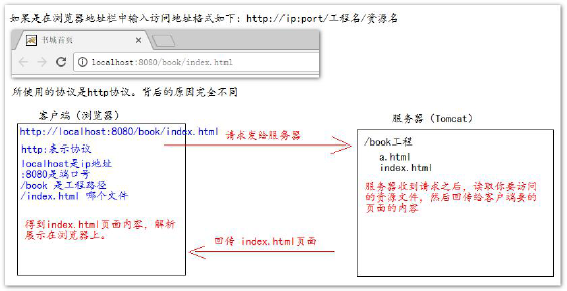 如果是在浏览器地址栏中输入访问地址格式如下：http://ip:port/工程名/资源名
书城首页
localhost:8080/book/index.html
所使用的协议是http协议。背后的原因完全不同
客户端（浏览器）
http://localhost:8080/book/index.html
http:表示协议
localhost是ip地址
:8080是端口号
/book 是工程路径
/index.html 哪个文件
得到index.html页面内容，解析
展示在浏览器上。
请求发给服务器
回传 index.html页面
服务器（Tomcat）
/book工程
a.html
index.html
服务器收到请求之后，读取你要访问
的资源文件，然后回传给客户端要的
页面的内容